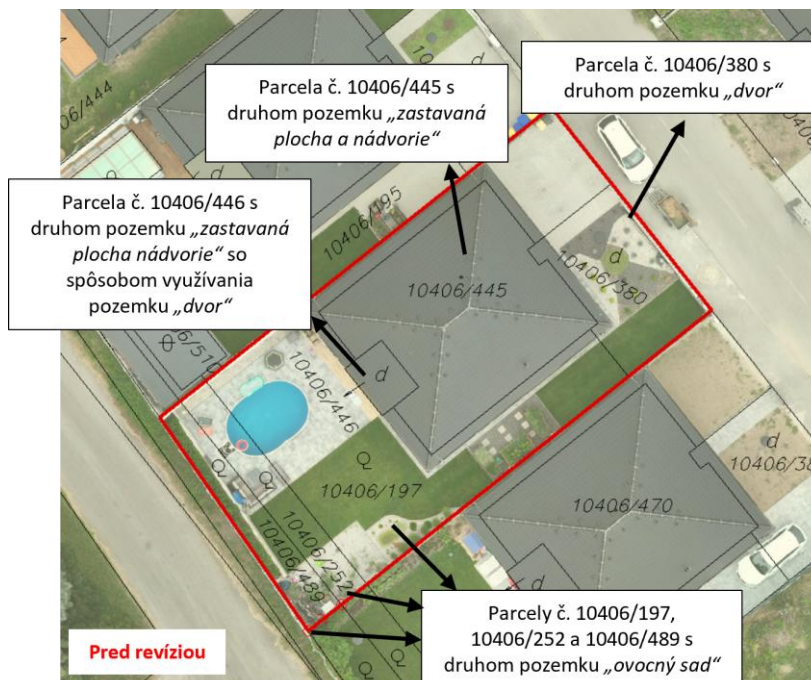 Parcela č. 10406/445 s
druhom pozemku „zastavaná
plocha a nádvorie“
Parcela č. 10406/380 s
druhom pozemku „dvor“
Parcela č. 10406/446 s
druhom pozemku „zastavaná
plocha nádvorie“ so
spôsobom využívania
pozemku „dvor“
10406/195
d
10406/445
10406/380
d
10406/446
10406/197
10406/252
10406/489
10406/470
d
d
Parcely č. 10406/197,
10406/252 a 10406/489 s
druhom pozemku „ovocný sad“
Pred revíziou